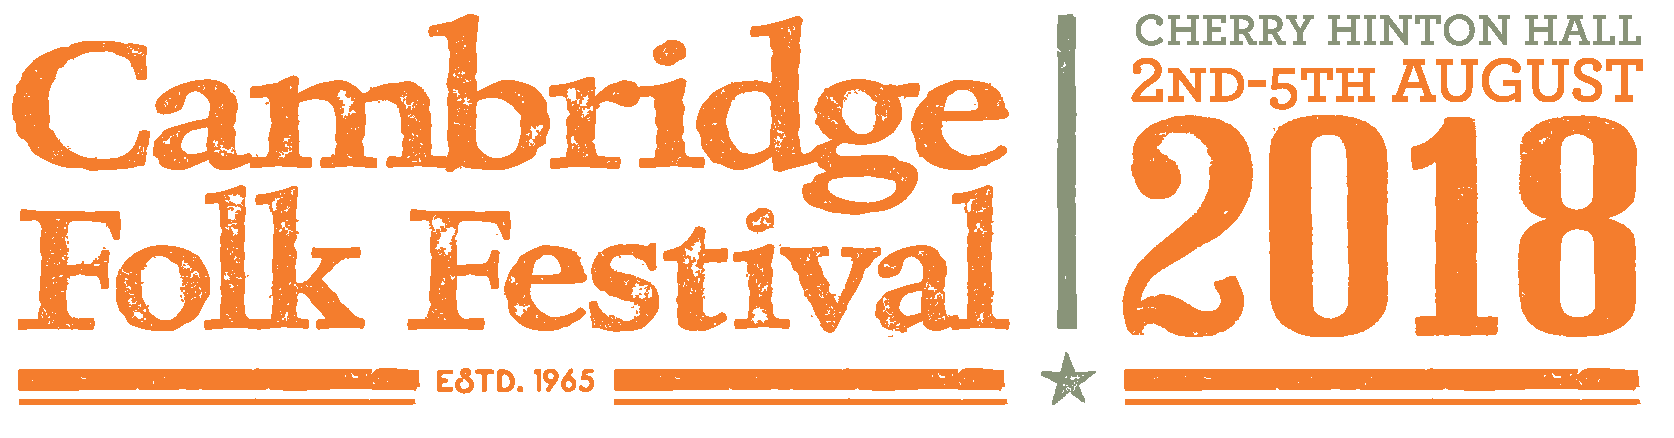 Cambridge
Folk Festival
ESTD. 1965
CHERRY HINTON HALL
2ND-5TH AUGUST
2018